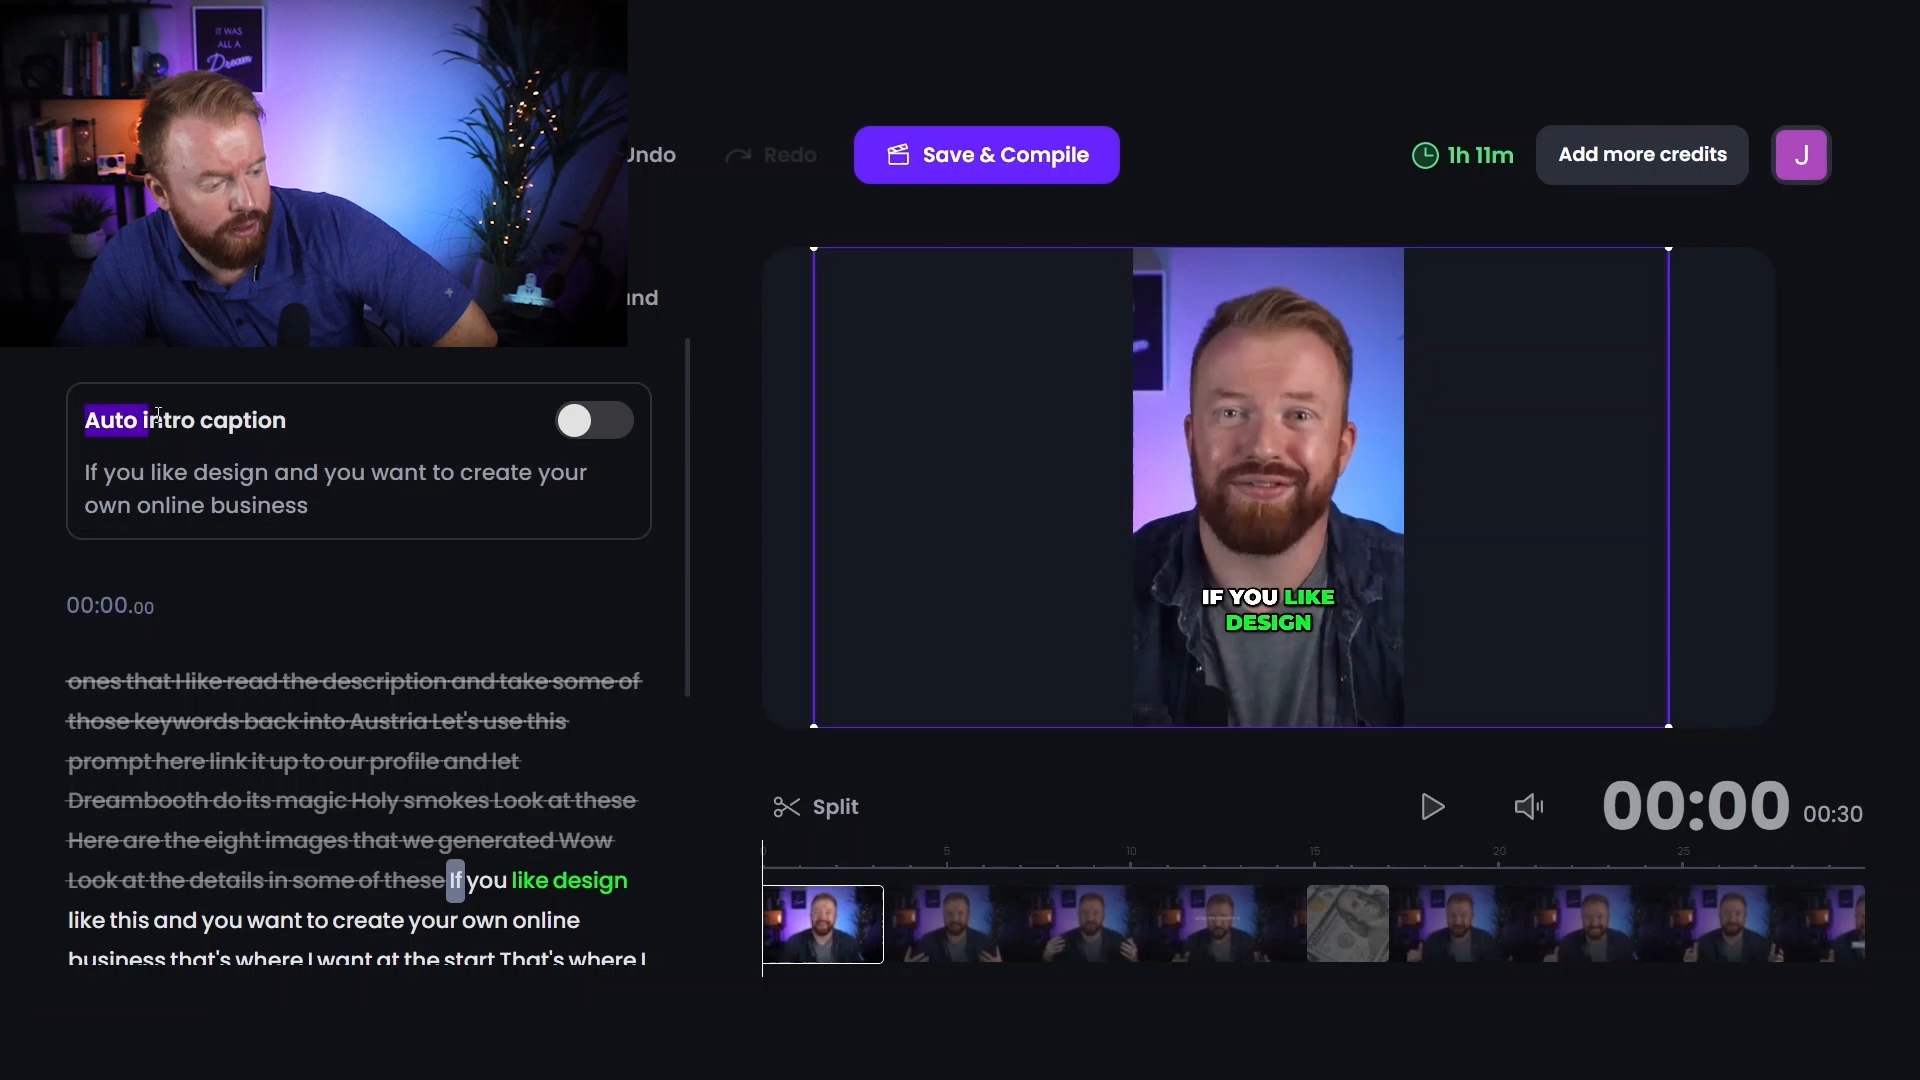 IT WAS
ALL A
Dream
Undo
Redo
Save & Compile
1h 11m
Add more credits
J
Auto intro caption
If you like design and you want to create your
own online business
00:00.00
ones that I like read the description and take some of
those keywords back into Austria Let's use this
prompt here link it up to our profile and let
Dreambooth do its magic Holy smokes Look at these
Here are the eight images that we generated Wow
Look at the details in some of these If you like design
like this and you want to create your own online
business that's where I want at the start That's where I
IF YOU LIKE
DESIGN
Split
00:00 00:30
0 5 10 15 20 25